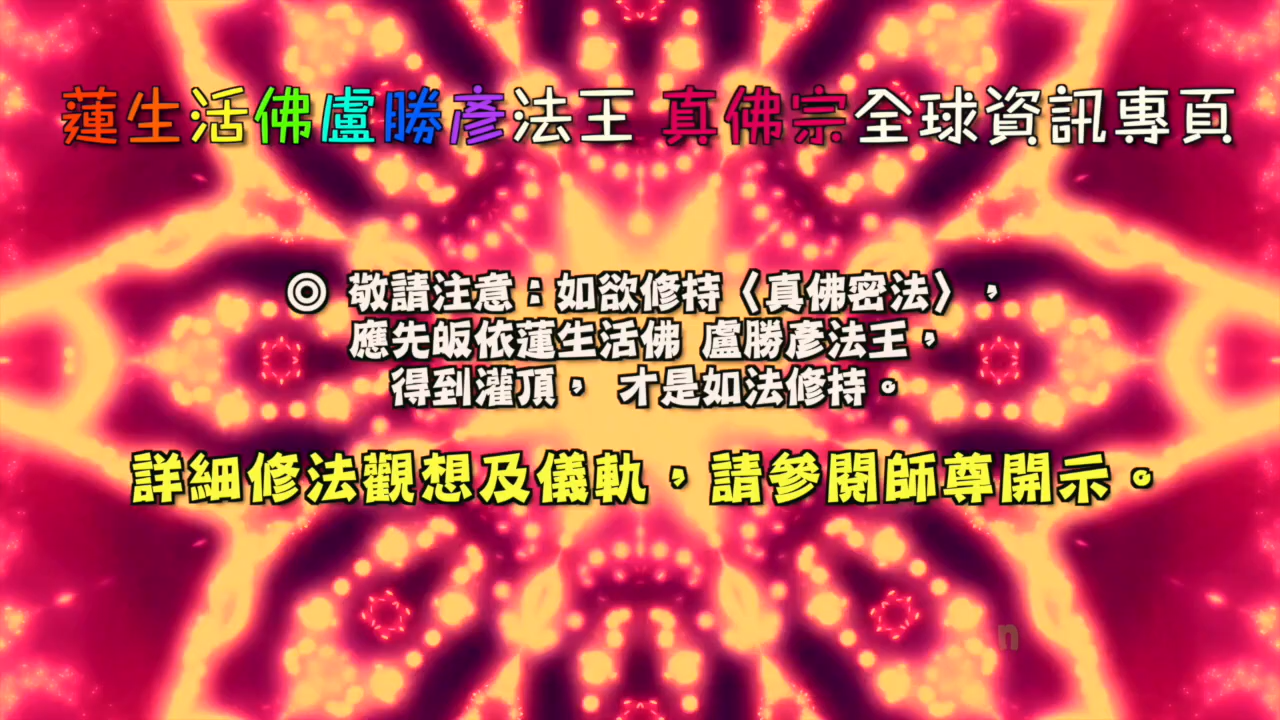 蓮生活佛盧勝彥法王 真佛宗全球資訊專頁
◎ 敬請注意：如欲修持〈真佛密法〉，
應先皈依蓮生活佛 盧勝彥法王，
得到灌頂， 才是如法修持。
詳細修法觀想及儀軌，請參閱師尊開示。
n